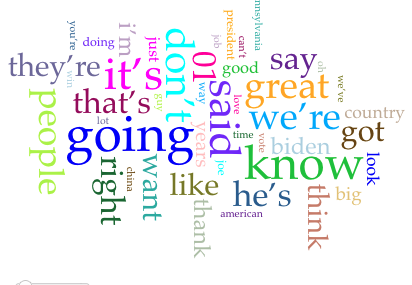 you're
doing
i'm
just
don't
job
president
can't
nnsylvania
they're
win
it's
01
good
say
oh
we've
that's
guy
way
love
great
people
lot
going
years
said
time
vote
we're
country
got
biden
right
china
want
like
joe
know
look
he's
thank
american
think
big